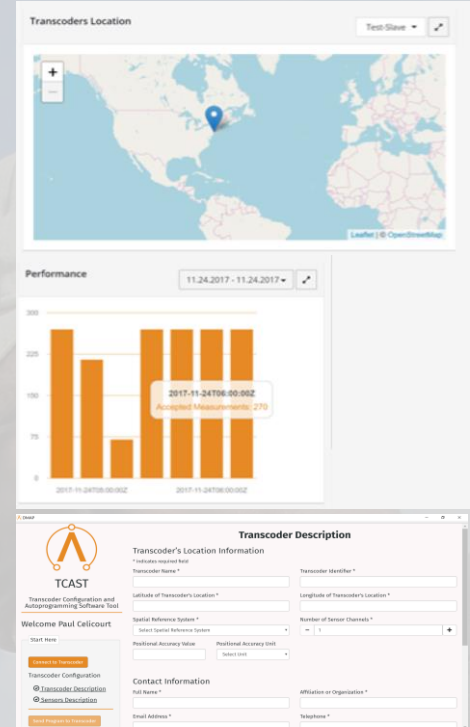 Transcoders Location
Test-Slave
+
−
Leaflet | © OpenStreetMap
Performance
11.24.2017 - 11.24.2017
300
225
150
75
0
2017-11-24T06:00:00Z
Accepted Measurements: 270
2017-11-24T08:00:00Z
2017-11-24T06:00:00Z
TCAST
TCAST
Transcoder Configuration and
Autoprogramming Software Tool
Welcome Paul Celicourt
Start Here
Connect to Transcoder
Transcoder Configuration
Transcoder Description
Sensors Description
Send Program to Transcoder
Transcoder Description
Transcoder's Location Information
* indicates required field
Transcoder Name *
Transcoder Identifier *
Latitude of Transcoder's Location *
Longitude of Transcoder's Location *
Spatial Reference System *
Number of Sensor Channels *
Select Spatial Reference System
− 1 +
Positional Accuracy Value
Positional Accuracy Unit
Select Unit
Contact Information
Full Name *
Affiliation or Organization *
Email Address *
Telephone *